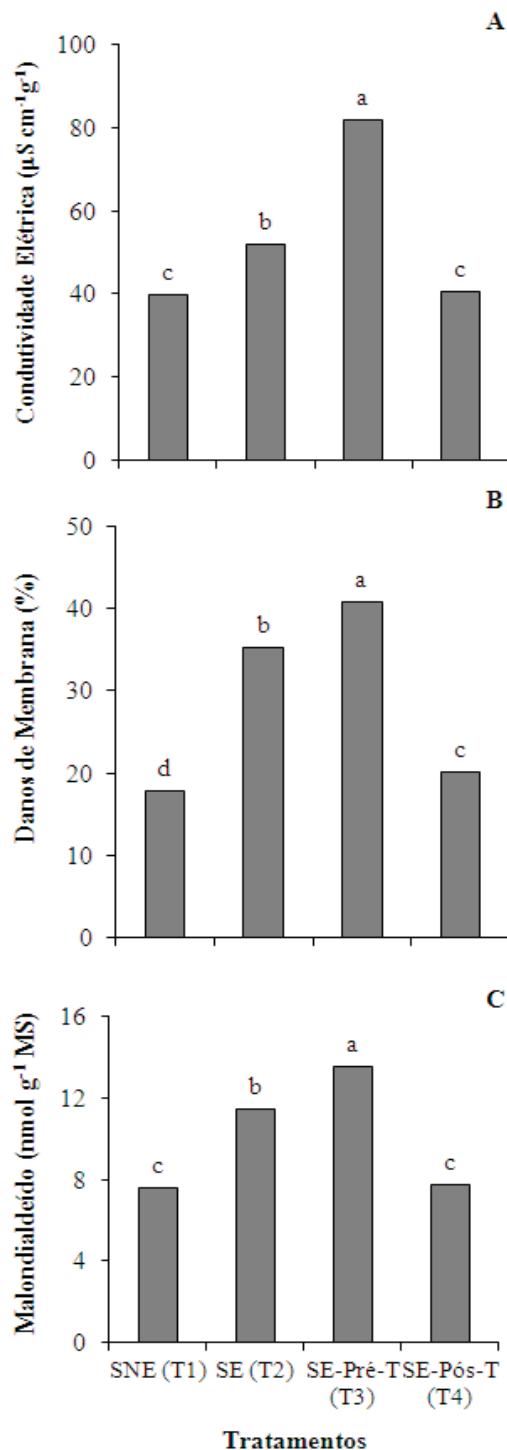 A
Condutividade Elétrica (µS cm⁻¹g⁻¹)
100
80
60
40
20
0
c
b
a
c
B
Danos de Membrana (%)
50
40
30
20
10
0
d
b
a
c
C
Malondialdeído (nmol g⁻¹ MS)
16
12
8
4
0
c
b
a
c
SNE (T1) SE (T2) SE-Pré-T SE-Pós-T
(T3) (T4)
Tratamentos